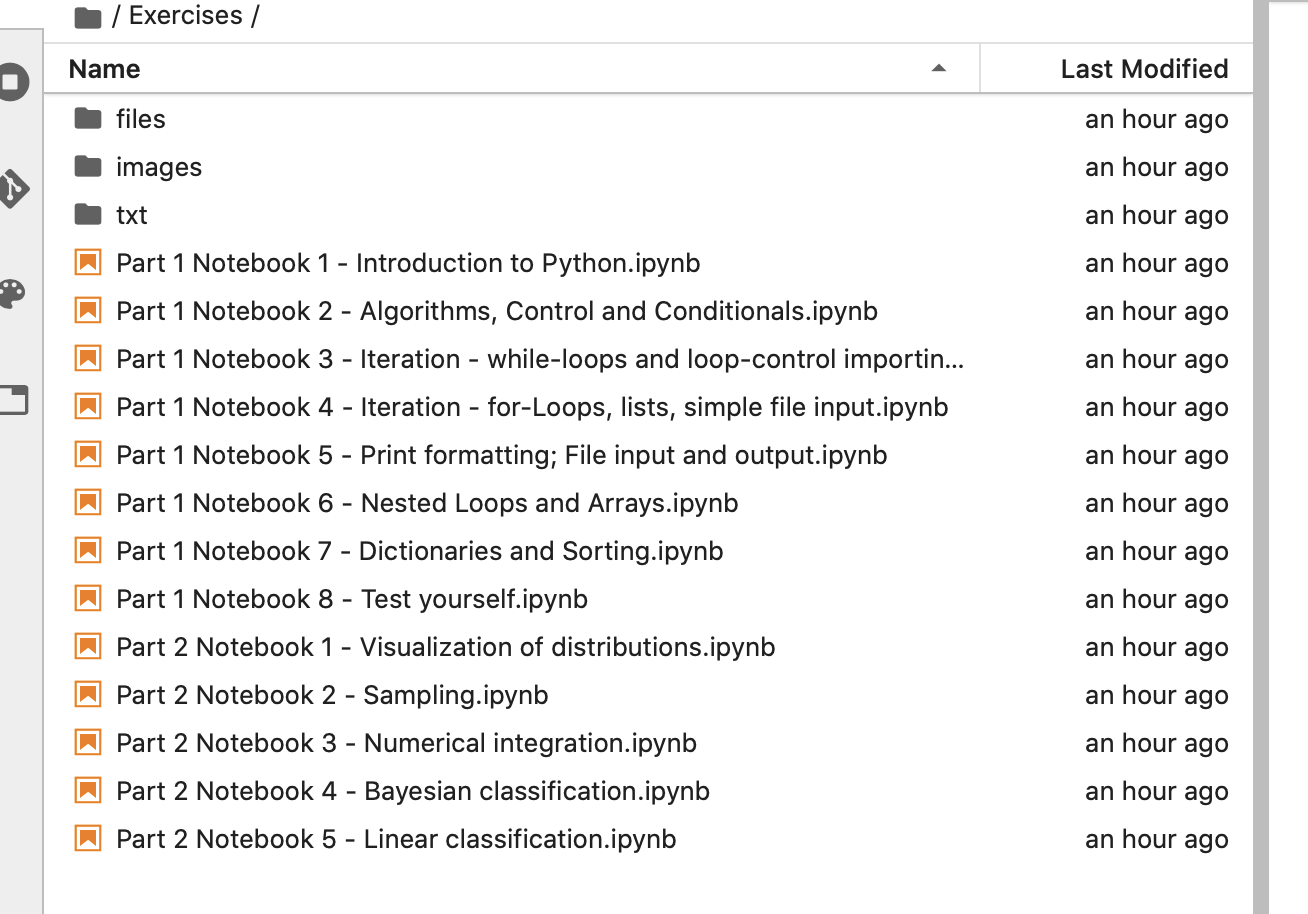 / Exercises /
Name Last Modified
files an hour ago
images an hour ago
txt an hour ago
Part 1 Notebook 1 - Introduction to Python.ipynb an hour ago
Part 1 Notebook 2 - Algorithms, Control and Conditionals.ipynb an hour ago
Part 1 Notebook 3 - Iteration - while-loops and loop-control importin... an hour ago
Part 1 Notebook 4 - Iteration - for-Loops, lists, simple file input.ipynb an hour ago
Part 1 Notebook 5 - Print formatting; File input and output.ipynb an hour ago
Part 1 Notebook 6 - Nested Loops and Arrays.ipynb an hour ago
Part 1 Notebook 7 - Dictionaries and Sorting.ipynb an hour ago
Part 1 Notebook 8 - Test yourself.ipynb an hour ago
Part 2 Notebook 1 - Visualization of distributions.ipynb an hour ago
Part 2 Notebook 2 - Sampling.ipynb an hour ago
Part 2 Notebook 3 - Numerical integration.ipynb an hour ago
Part 2 Notebook 4 - Bayesian classification.ipynb an hour ago
Part 2 Notebook 5 - Linear classification.ipynb an hour ago